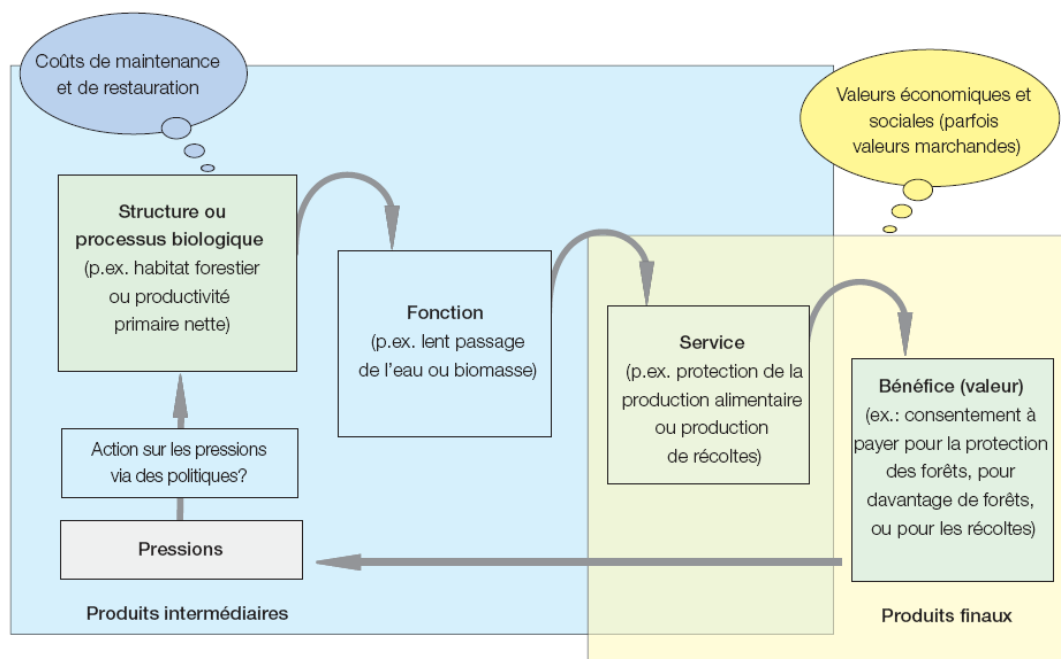 Coûts de maintenance
et de restauration
Valeurs économiques et
sociales (parfois
valeurs marchandes)
Structure ou
processus biologique
(p.ex. habitat forestier
ou productivité
primaire nette)
Fonction
(p.ex. lent passage
de l'eau ou biomasse)
Service
(p.ex. protection de la
production alimentaire
ou production
de récoltes)
Bénéfice (valeur)
(ex.: consentement à
payer pour la protection
des forêts, pour
davantage de forêts,
ou pour les récoltes)
Action sur les pressions
via des politiques?
Pressions
Produits intermédiaires
Produits finaux